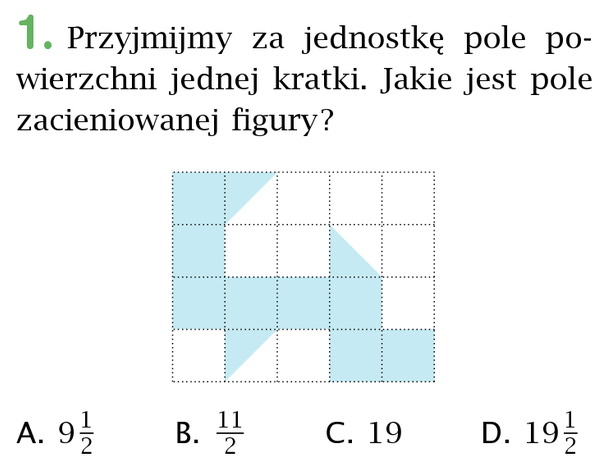 1. Przyjmijmy za jednostkę pole po-
wierzchni jednej kratki. Jakie jest pole
zacieniowanej figury?
A. 9 1/2 B. 11/2 C. 19 D. 19 1/2